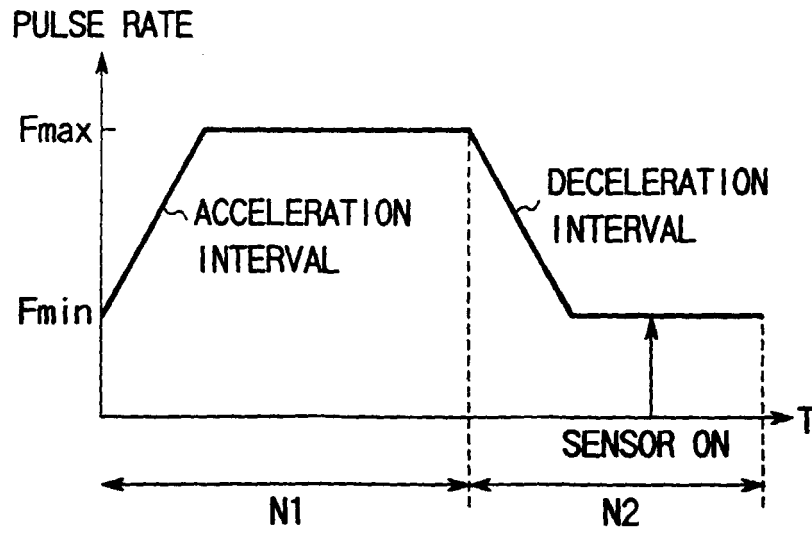 PULSE RATE
Fmax
ACCELERATION
INTERVAL
DECELERATION
INTERVAL
Fmin
T
SENSOR ON
N1
N2